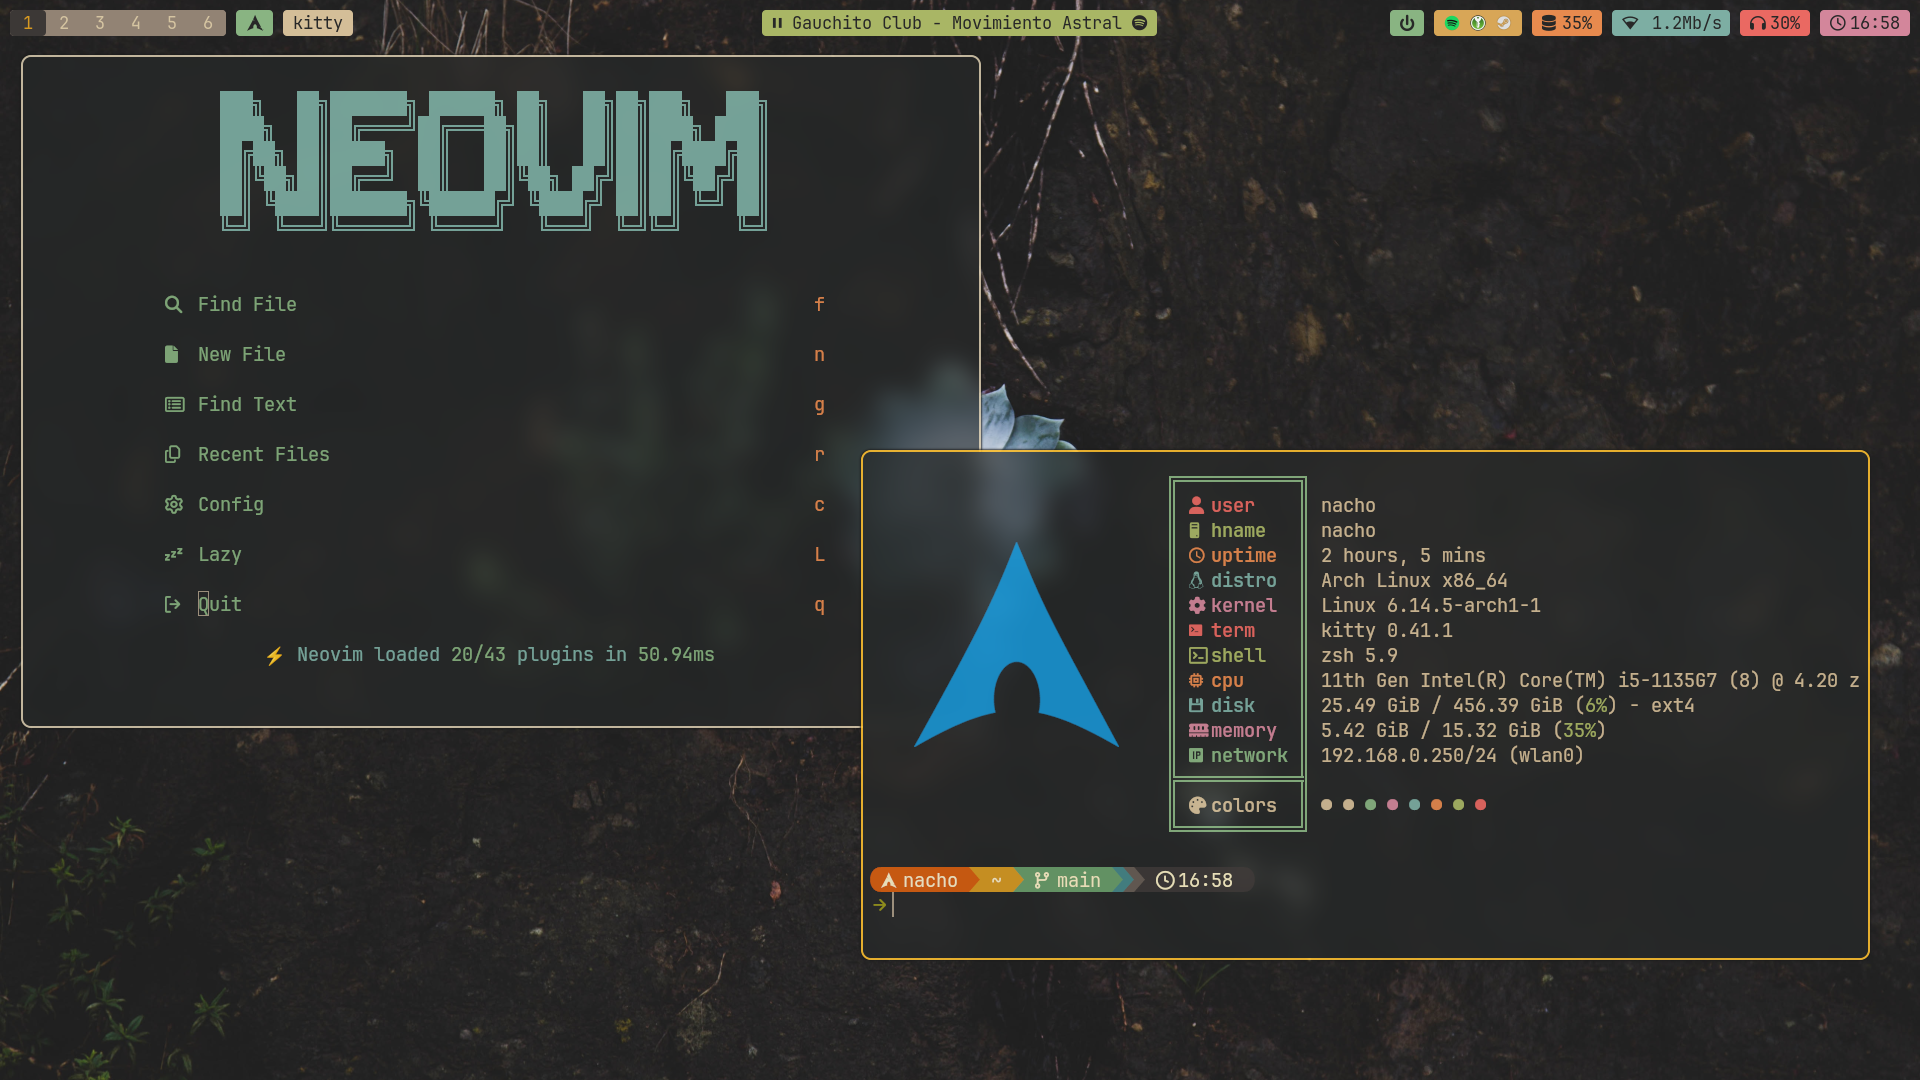 1 2 3 4 5 6 kitty
Gauchito Club - Movimiento Astral
35% 1.2Mb/s 30% 16:58
NEOVIM
Find File f
New File n
Find Text g
Recent Files r
Config c
Lazy L
Quit q
⚡ Neovim loaded 20/43 plugins in 50.94ms
user nacho
hname nacho
uptime 2 hours, 5 mins
distro Arch Linux x86_64
kernel Linux 6.14.5-arch1-1
term kitty 0.41.1
shell zsh 5.9
cpu 11th Gen Intel(R) Core(TM) i5-1135G7 (8) @ 4.20 z
disk 25.49 GiB / 456.39 GiB (6%) - ext4
memory 5.42 GiB / 15.32 GiB (35%)
network 192.168.0.250/24 (wlan0)
colors
nacho ~ main 16:58
→